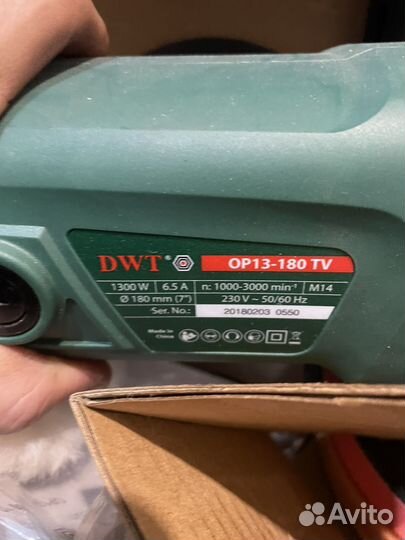 DWT® OP13-180 TV
1300 W 6.5 A n: 1000-3000 min⁻¹ M14
Ø 180 mm (7") 230 V ~ 50/60 Hz
Ser. No.: 20180203 0550
Made in
China
Avito